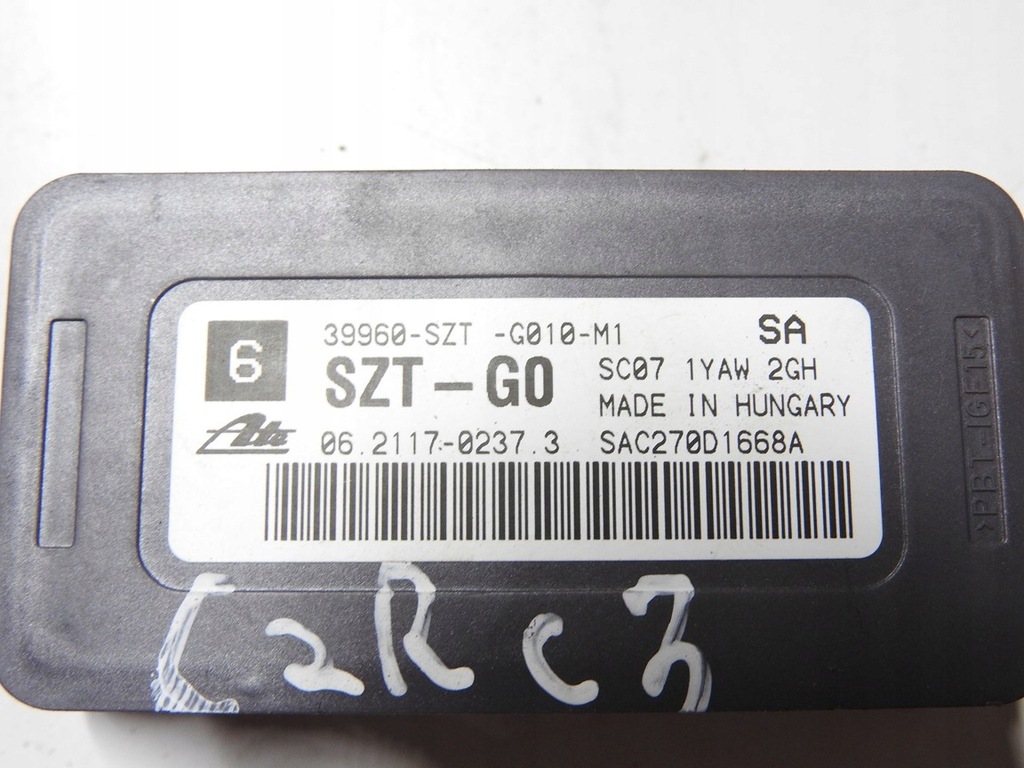 6
39960-SZT -G010-M1 SA
SZT-G0 SC07 1YAW 2GH
MADE IN HUNGARY
Ate 06.2117-0237.3 SAC270D1668A
>PBT-IGF15<